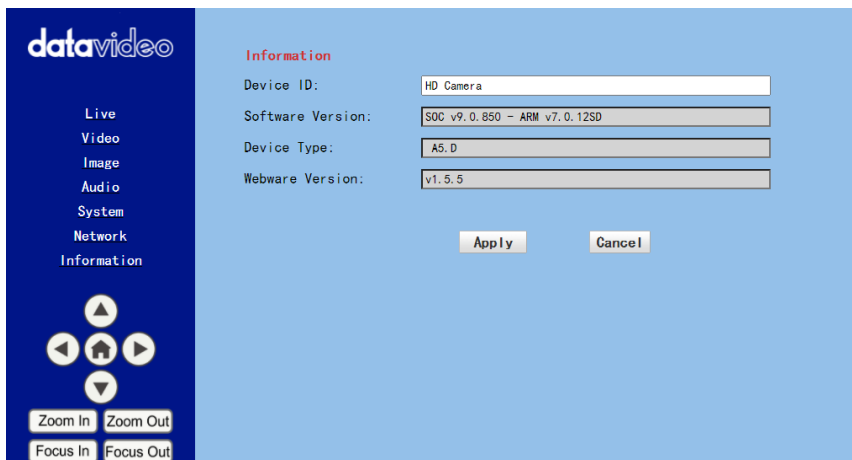 datavideo
Live
Video
Image
Audio
System
Network
Information
Zoom In Zoom Out
Focus In Focus Out
Information
Device ID: HD Camera
Software Version: SOC v9.0.850 - ARM v7.0.12SD
Device Type: A5.D
Webware Version: v1.5.5
Apply Cancel